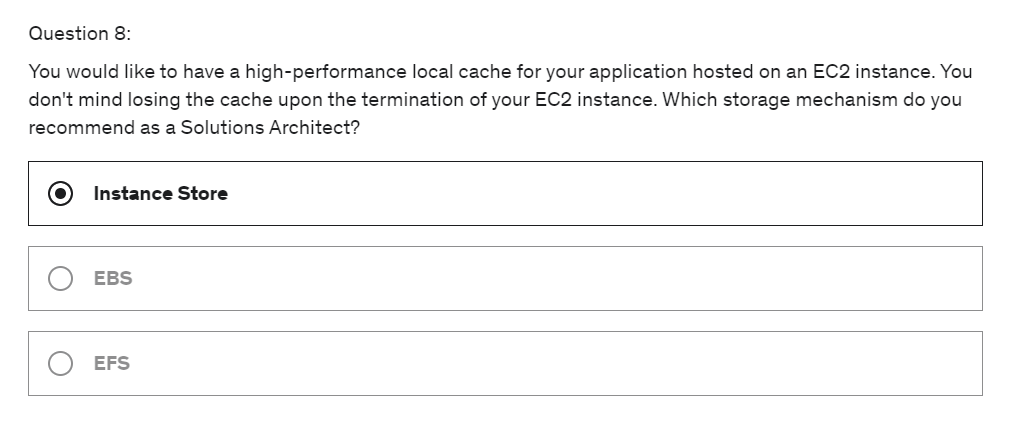 Question 8:
You would like to have a high-performance local cache for your application hosted on an EC2 instance. You
don't mind losing the cache upon the termination of your EC2 instance. Which storage mechanism do you
recommend as a Solutions Architect?
Instance Store
EBS
EFS